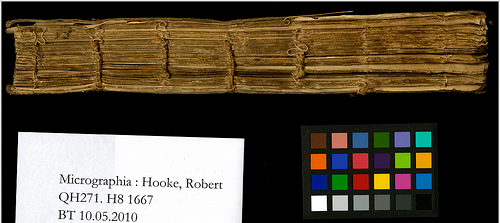 Micrographia : Hooke, Robert
QH271. H8 1667
BT 10.05.2010